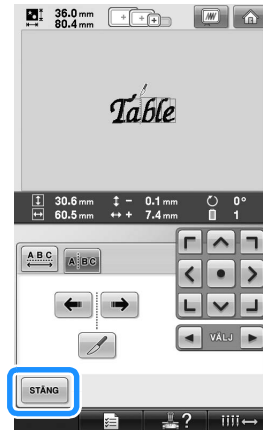 36.0 mm
80.4 mm
Table
30.6 mm - 0.1 mm 0°
60.5 mm + 7.4 mm 1
ABC
A BC
VÄLJ
STÄNG
?